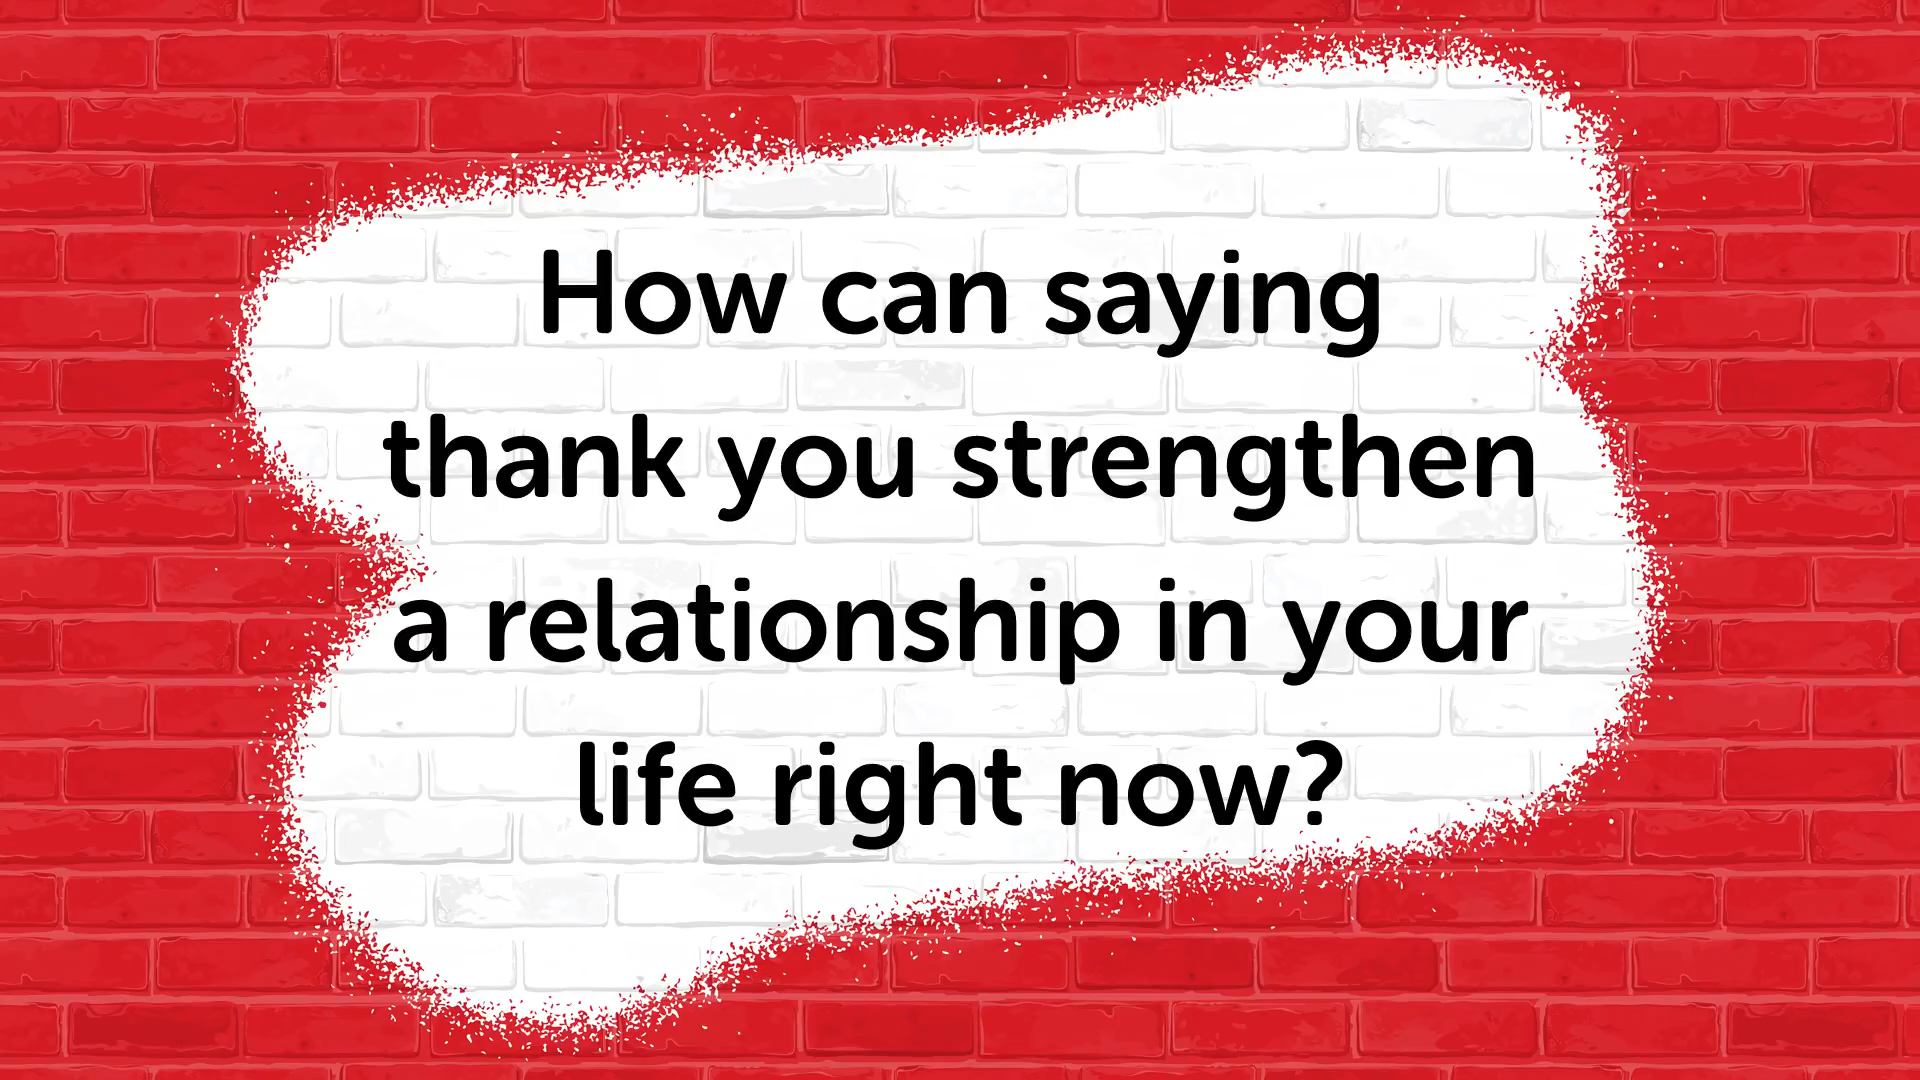 How can saying
thank you strengthen
a relationship in your
life right now?